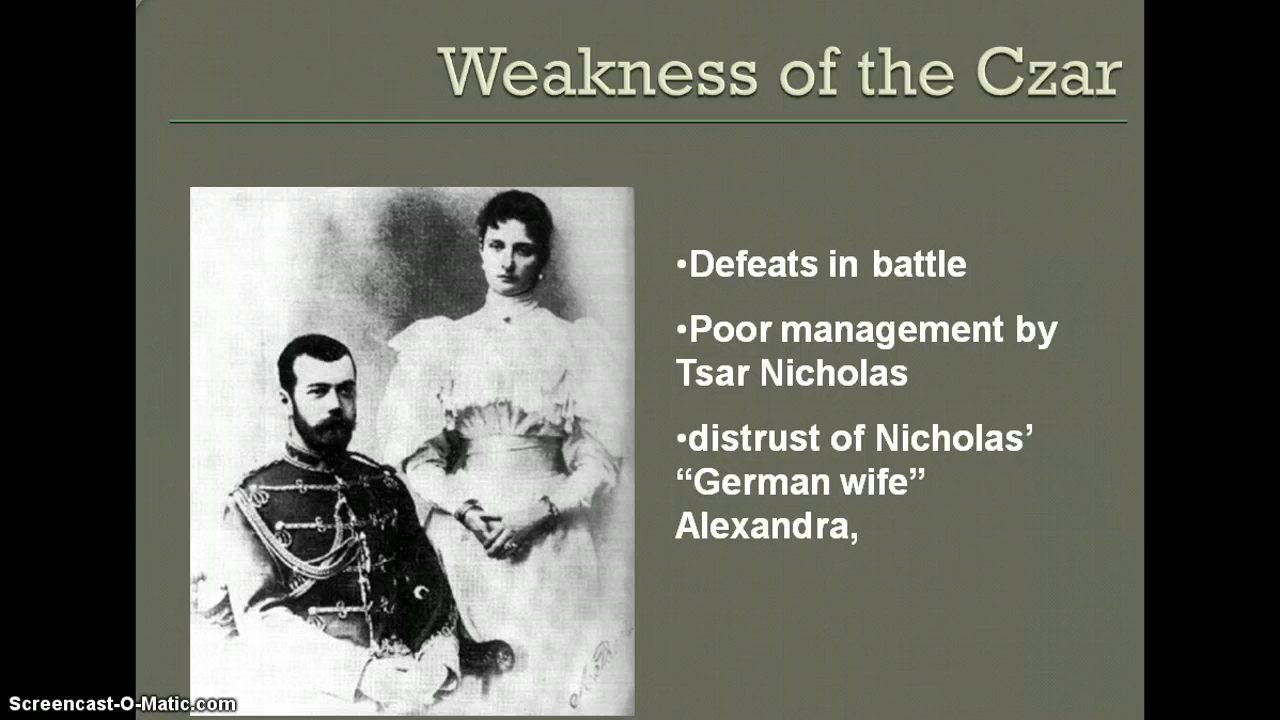 Weakness of the Czar
•Defeats in battle
•Poor management by
Tsar Nicholas
•distrust of Nicholas’
“German wife”
Alexandra,
Screencast-O-Matic.com